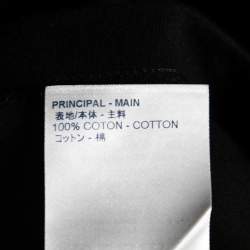 PRINCIPAL - MAIN
表地/本体 - 主料
100% COTON - COTTON
コットン - 棉